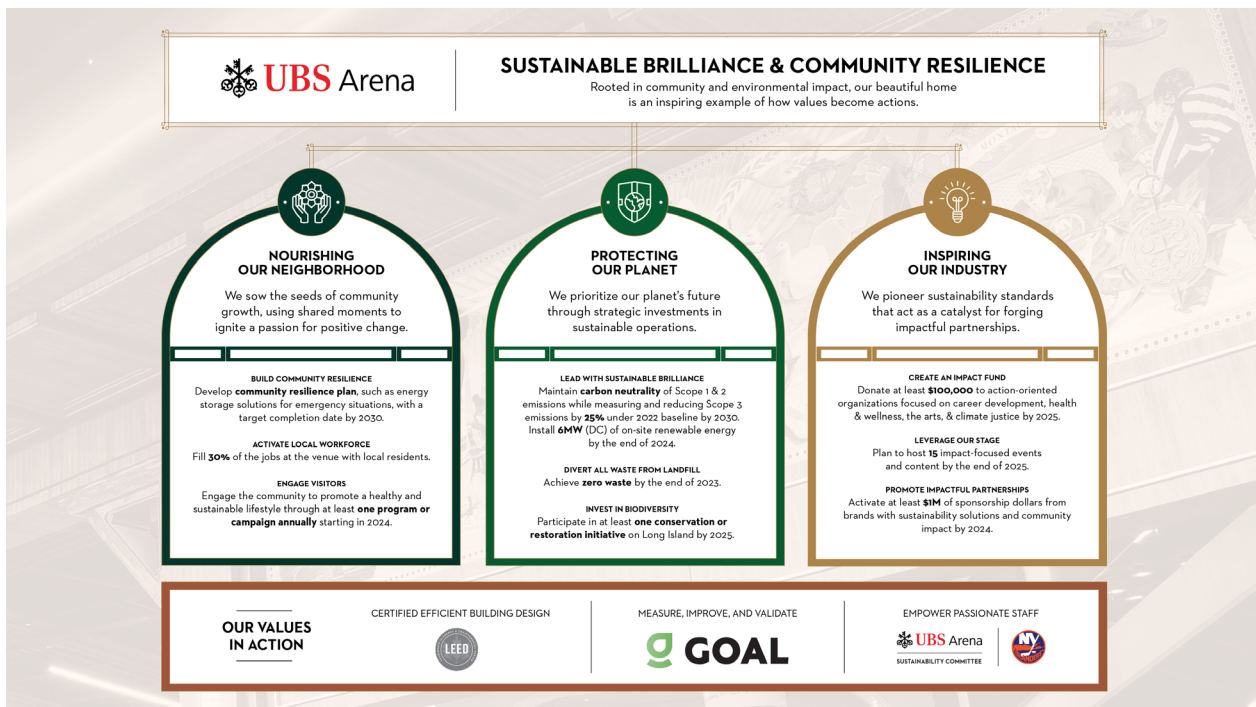 UBS Arena
SUSTAINABLE BRILLIANCE & COMMUNITY RESILIENCE
Rooted in community and environmental impact, our beautiful home
is an inspiring example of how values become actions.
NOURISHING
OUR NEIGHBORHOOD
We sow the seeds of community
growth, using shared moments to
ignite a passion for positive change.
BUILD COMMUNITY RESILIENCE
Develop community resilience plan, such as energy
storage solutions for emergency situations, with a
target completion date by 2030.
ACTIVATE LOCAL WORKFORCE
Fill 30% of the jobs at the venue with local residents.
ENGAGE VISITORS
Engage the community to promote a healthy and
sustainable lifestyle through at least one program or
campaign annually starting in 2024.
PROTECTING
OUR PLANET
We prioritize our planet's future
through strategic investments in
sustainable operations.
LEAD WITH SUSTAINABLE BRILLIANCE
Maintain carbon neutrality of Scope 1 & 2
emissions while measuring and reducing Scope 3
emissions by 25% under 2022 baseline by 2030.
Install 6MW (DC) of on-site renewable energy
by the end of 2024.
DIVERT ALL WASTE FROM LANDFILL
Achieve zero waste by the end of 2023.
INVEST IN BIODIVERSITY
Participate in at least one conservation or
restoration initiative on Long Island by 2025.
INSPIRING
OUR INDUSTRY
We pioneer sustainability standards
that act as a catalyst for forging
impactful partnerships.
CREATE AN IMPACT FUND
Donate at least $100,000 to action-oriented
organizations focused on career development, health
& wellness, the arts, & climate justice by 2025.
LEVERAGE OUR STAGE
Plan to host 15 impact-focused events
and content by the end of 2025.
PROMOTE IMPACTFUL PARTNERSHIPS
Activate at least $1M of sponsorship dollars from
brands with sustainability solutions and community
impact by 2024.
OUR VALUES
IN ACTION
CERTIFIED EFFICIENT BUILDING DESIGN
LEED
MEASURE, IMPROVE, AND VALIDATE
GOAL
EMPOWER PASSIONATE STAFF
UBS Arena
SUSTAINABILITY COMMITTEE
NY